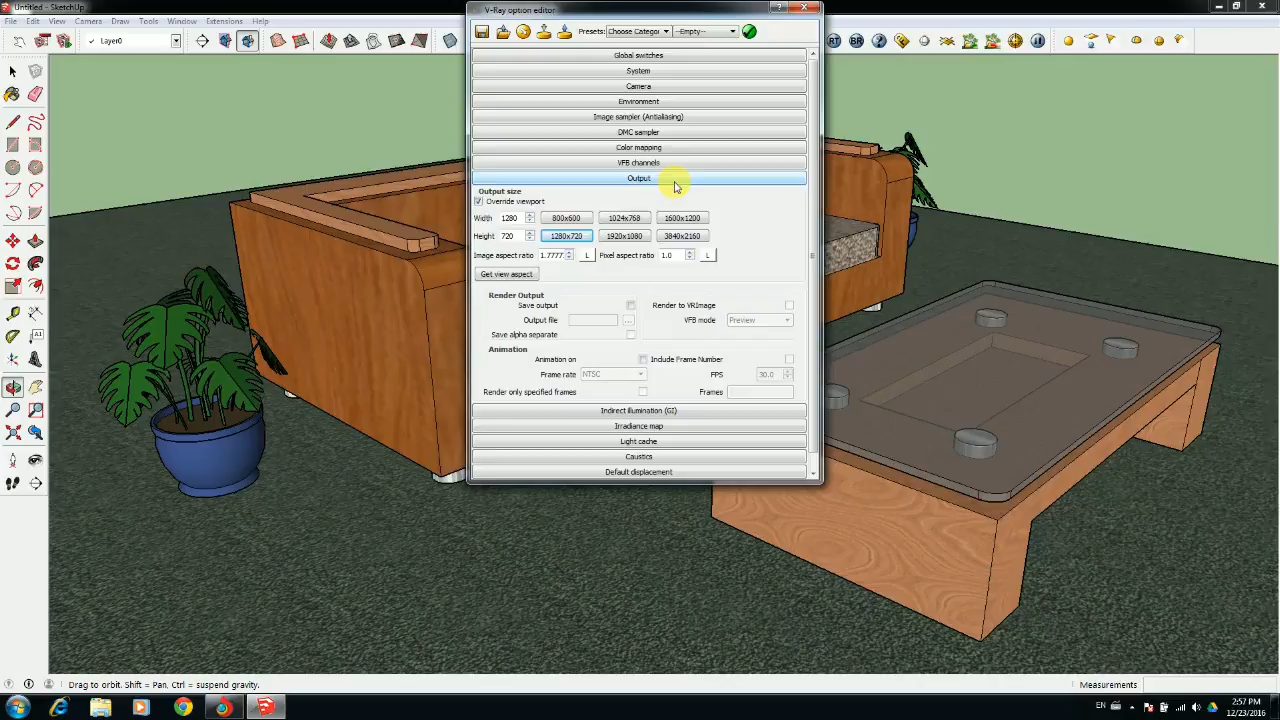 Untitled - SketchUp
File Edit View Camera Draw Tools Window Extensions Help
Layer0
V-Ray option editor
Presets: Choose Categor --Empty--
RT BR
Global switches
System
Camera
Environment
Image sampler (Antialiasing)
DMC sampler
Color mapping
VFB channels
Output
Output size
Override viewport
Width 1280 800x600 1024x768 1600x1200
Height 720 1280x720 1920x1080 3840x2160
Image aspect ratio 1.7777 L Pixel aspect ratio 1.0 L
Get view aspect
Render Output
Save output Render to VRImage
Output file ... VFB mode Preview
Save alpha separate
Animation
Animation on Include Frame Number
Frame rate NTSC FPS 30.0
Render only specified frames Frames
Indirect illumination (GI)
Irradiance map
Light cache
Caustics
Default displacement
Drag to orbit. Shift = Pan, Ctrl = suspend gravity.
Measurements
EN
2:57 PM
12/23/2016